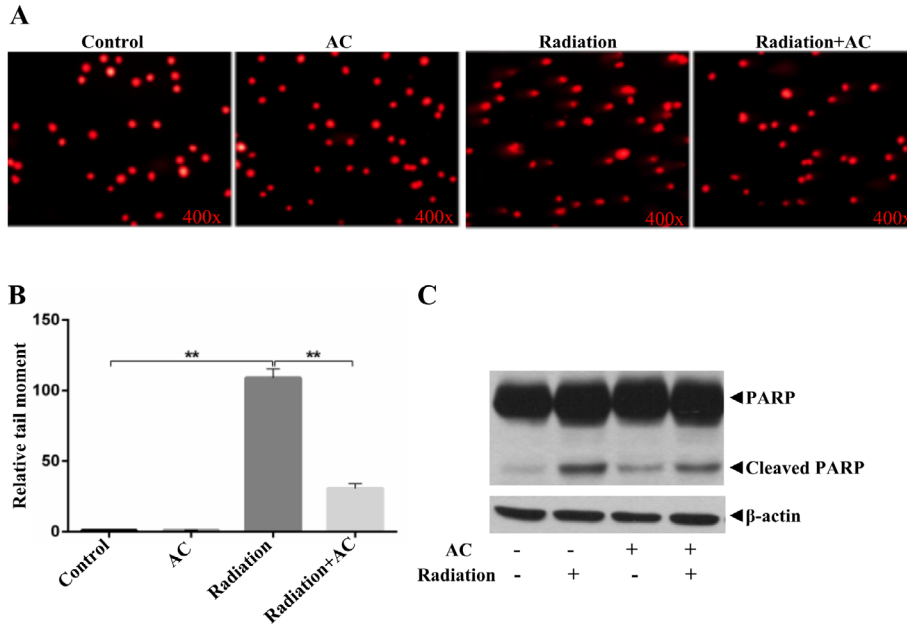 A
Control AC Radiation Radiation+AC
400x 400x 400x 400x
B
Relative tail moment
150
100
50
0
** **
Control AC Radiation Radiation+AC
C
PARP
Cleaved PARP
β-actin
AC - - + +
Radiation - + - +